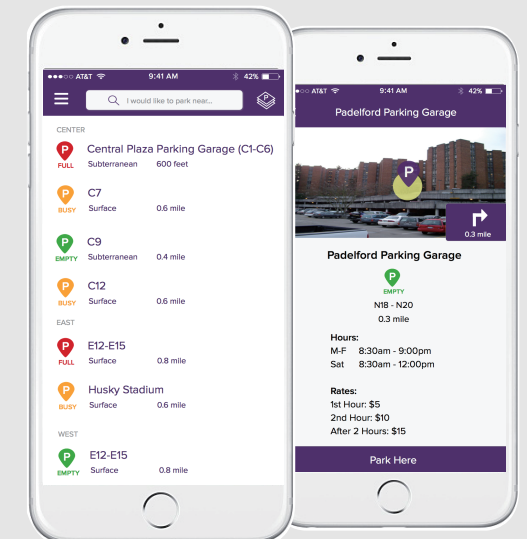 AT&T 9:41 AM 42%
I would like to park near...
P
CENTER
P Central Plaza Parking Garage (C1-C6)
FULL Subterranean 600 feet
P C7
BUSY Surface 0.6 mile
P C9
EMPTY Subterranean 0.4 mile
P C12
BUSY Surface 0.6 mile
EAST
P E12-E15
FULL Surface 0.8 mile
P Husky Stadium
BUSY Surface 0.6 mile
WEST
P E12-E15
EMPTY Surface 0.8 mile
AT&T 9:41 AM 42%
Padelford Parking Garage
P
0.3 mile
Padelford Parking Garage
P
EMPTY
N18 - N20
0.3 mile
Hours:
M-F 8:30am - 9:00pm
Sat 8:30am - 12:00pm
Rates:
1st Hour: $5
2nd Hour: $10
After 2 Hours: $15
Park Here